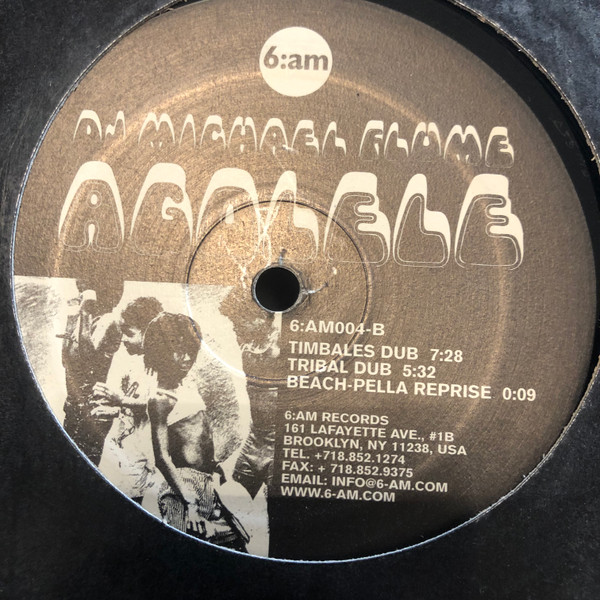 6:am
DJ MICHAEL FLUME
AGOLELE
6:AM004-B
TIMBALES DUB 7:28
TRIBAL DUB 5:32
BEACH-PELLA REPRISE 0:09
6:AM RECORDS
161 LAFAYETTE AVE., #1B
BROOKLYN, NY 11238, USA
TEL. +718.852.1274
FAX: + 718.852.9375
EMAIL: INFO@6-AM.COM
WWW.6-AM.COM